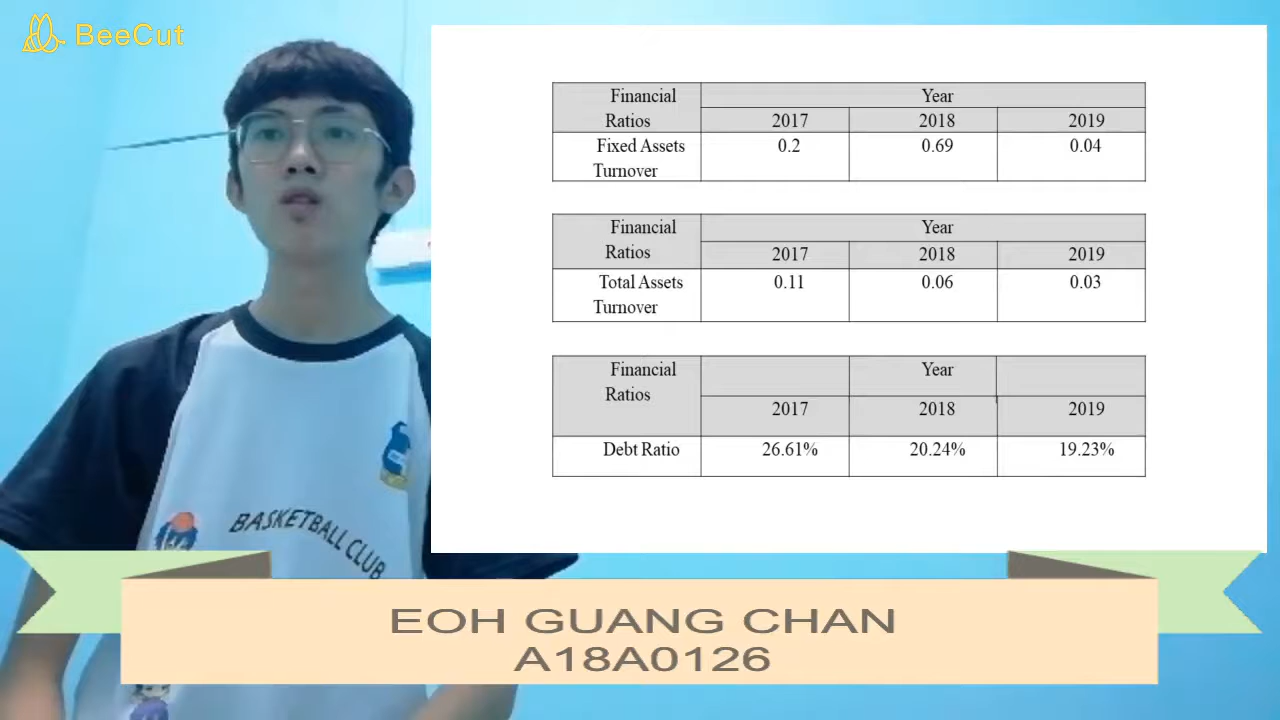 BeeCut
Financial Ratios Year
2017 2018 2019
Fixed Assets Turnover 0.2 0.69 0.04
Financial Ratios Year
2017 2018 2019
Total Assets Turnover 0.11 0.06 0.03
Financial Ratios Year
2017 2018 2019
Debt Ratio 26.61% 20.24% 19.23%
BASKETBALL CLUB
EOH GUANG CHAN
A18A0126